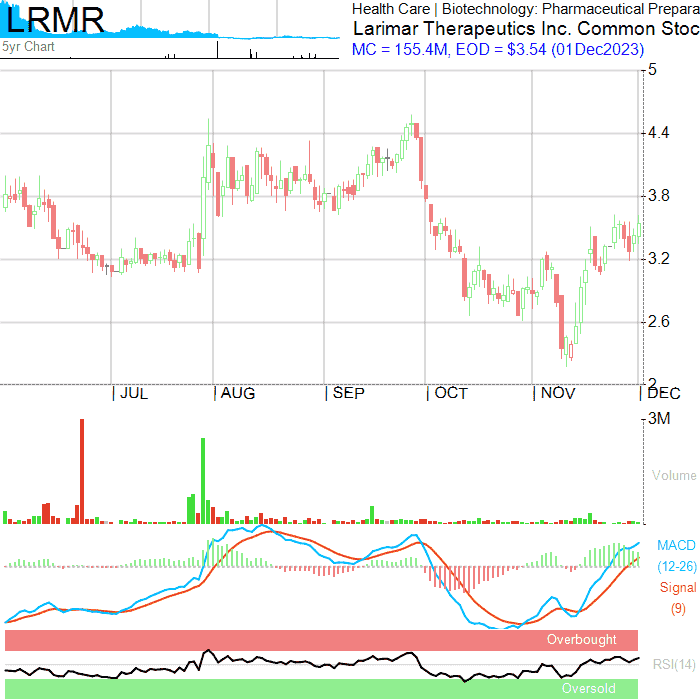 LRMR
5yr Chart
Health Care | Biotechnology: Pharmaceutical Prepara
Larimar Therapeutics Inc. Common Stoc
MC = 155.4M, EOD = $3.54 (01Dec2023)
5
4.4
3.8
3.2
2.6
2
| JUL | AUG | SEP | OCT | NOV | DEC
3M
Volume
MACD
(12-26)
Signal
(9)
Overbought
RSI(14)
Oversold